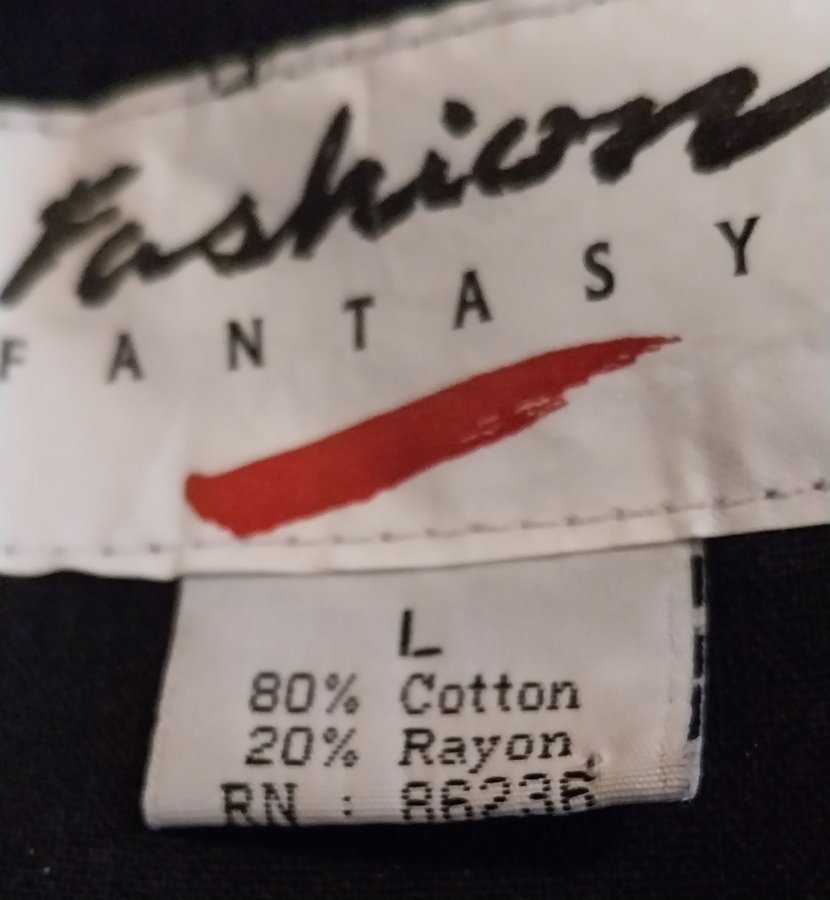 Fashion
FANTASY
L
80% Cotton
20% Rayon
RN : 86236